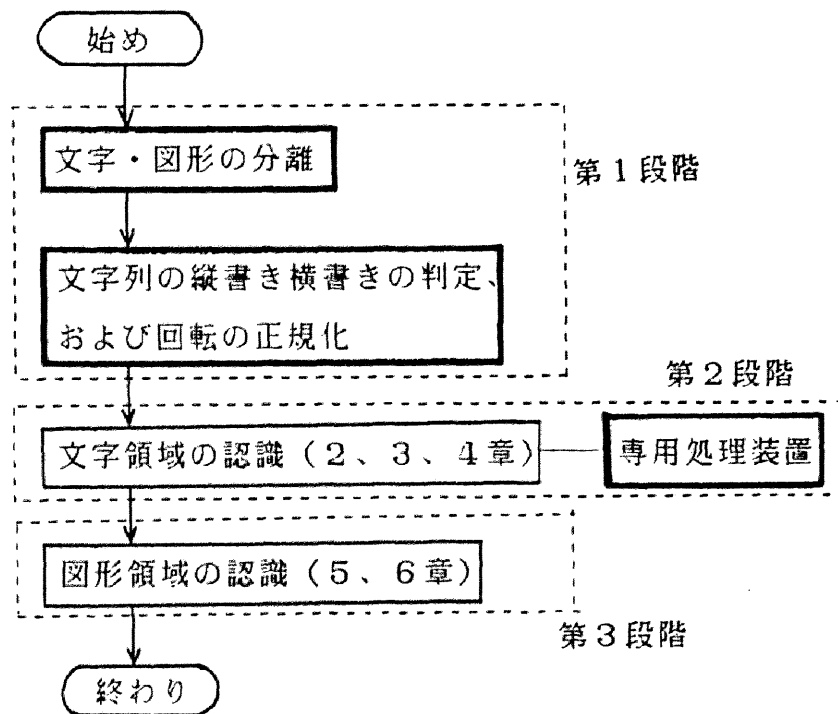 始め
文字・図形の分離
第1段階
文字列の縦書き横書きの判定、
および回転の正規化
第2段階
文字領域の認識(2、3、4章)
専用処理装置
図形領域の認識(5、6章)
第3段階
終わり